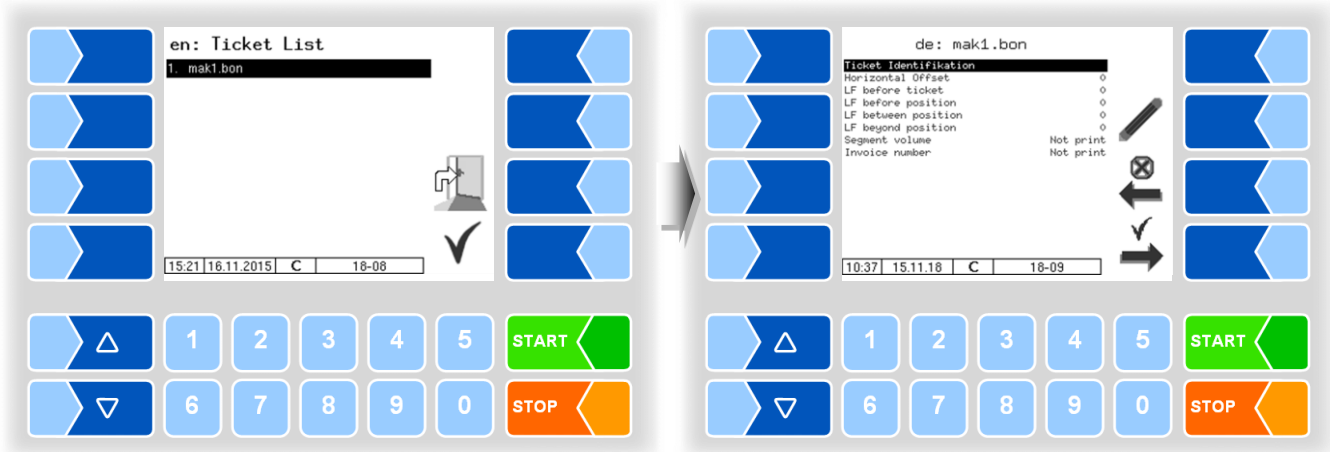 en: Ticket List
1. mak1.bon
15:21 16.11.2015 C 18-08
1 2 3 4 5 START
6 7 8 9 0 STOP
de: mak1.bon
Ticket Identifikation
Horizontal Offset 0
LF before ticket 0
LF before position 0
LF between position 0
LF beyond position 0
Segment volume Not print
Invoice number Not print
10:37 15.11.18 C 18-09
1 2 3 4 5 START
6 7 8 9 0 STOP